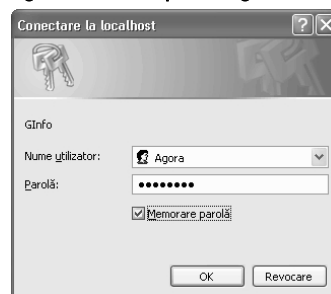 Conectare la localhost
GInfo
Nume utilizator:
Agora
Parolă:
••••••••
Memorare parolă
OK
Revocare